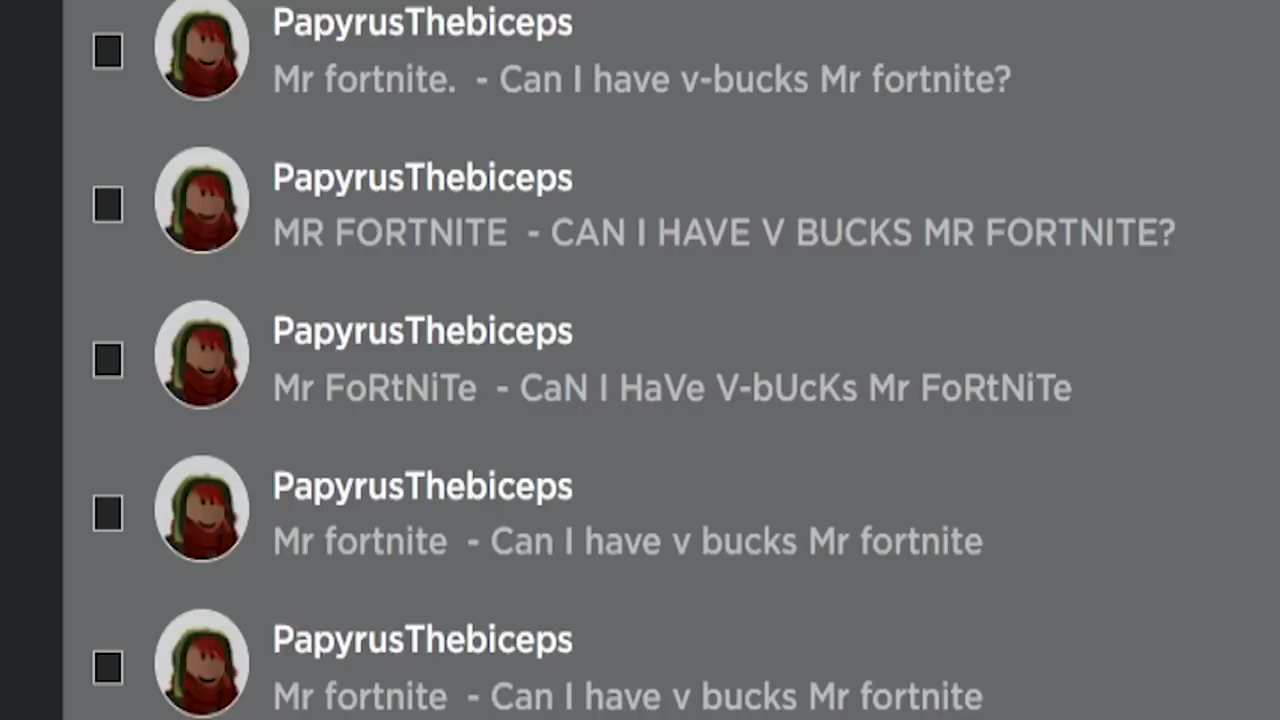 PapyrusThebiceps
Mr fortnite.  - Can I have v-bucks Mr fortnite?
PapyrusThebiceps
MR FORTNITE  - CAN I HAVE V BUCKS MR FORTNITE?
PapyrusThebiceps
Mr FoRtNiTe  - CaN I HaVe V-bUcKs Mr FoRtNiTe
PapyrusThebiceps
Mr fortnite  - Can I have v bucks Mr fortnite
PapyrusThebiceps
Mr fortnite  - Can I have v bucks Mr fortnite